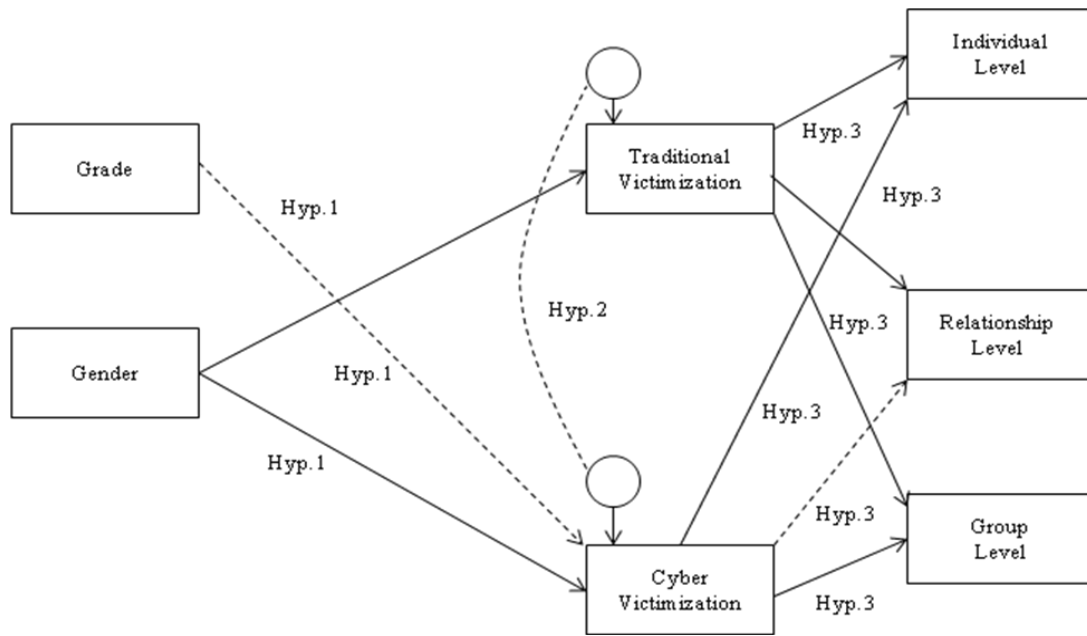 Individual
Level
Hyp.3
Traditional
Victimization
Grade
Hyp.3
Hyp.1
Hyp.2
Hyp.3
Relationship
Level
Gender
Hyp.1
Hyp.3
Hyp.1
Hyp.3
Group
Level
Cyber
Victimization
Hyp.3